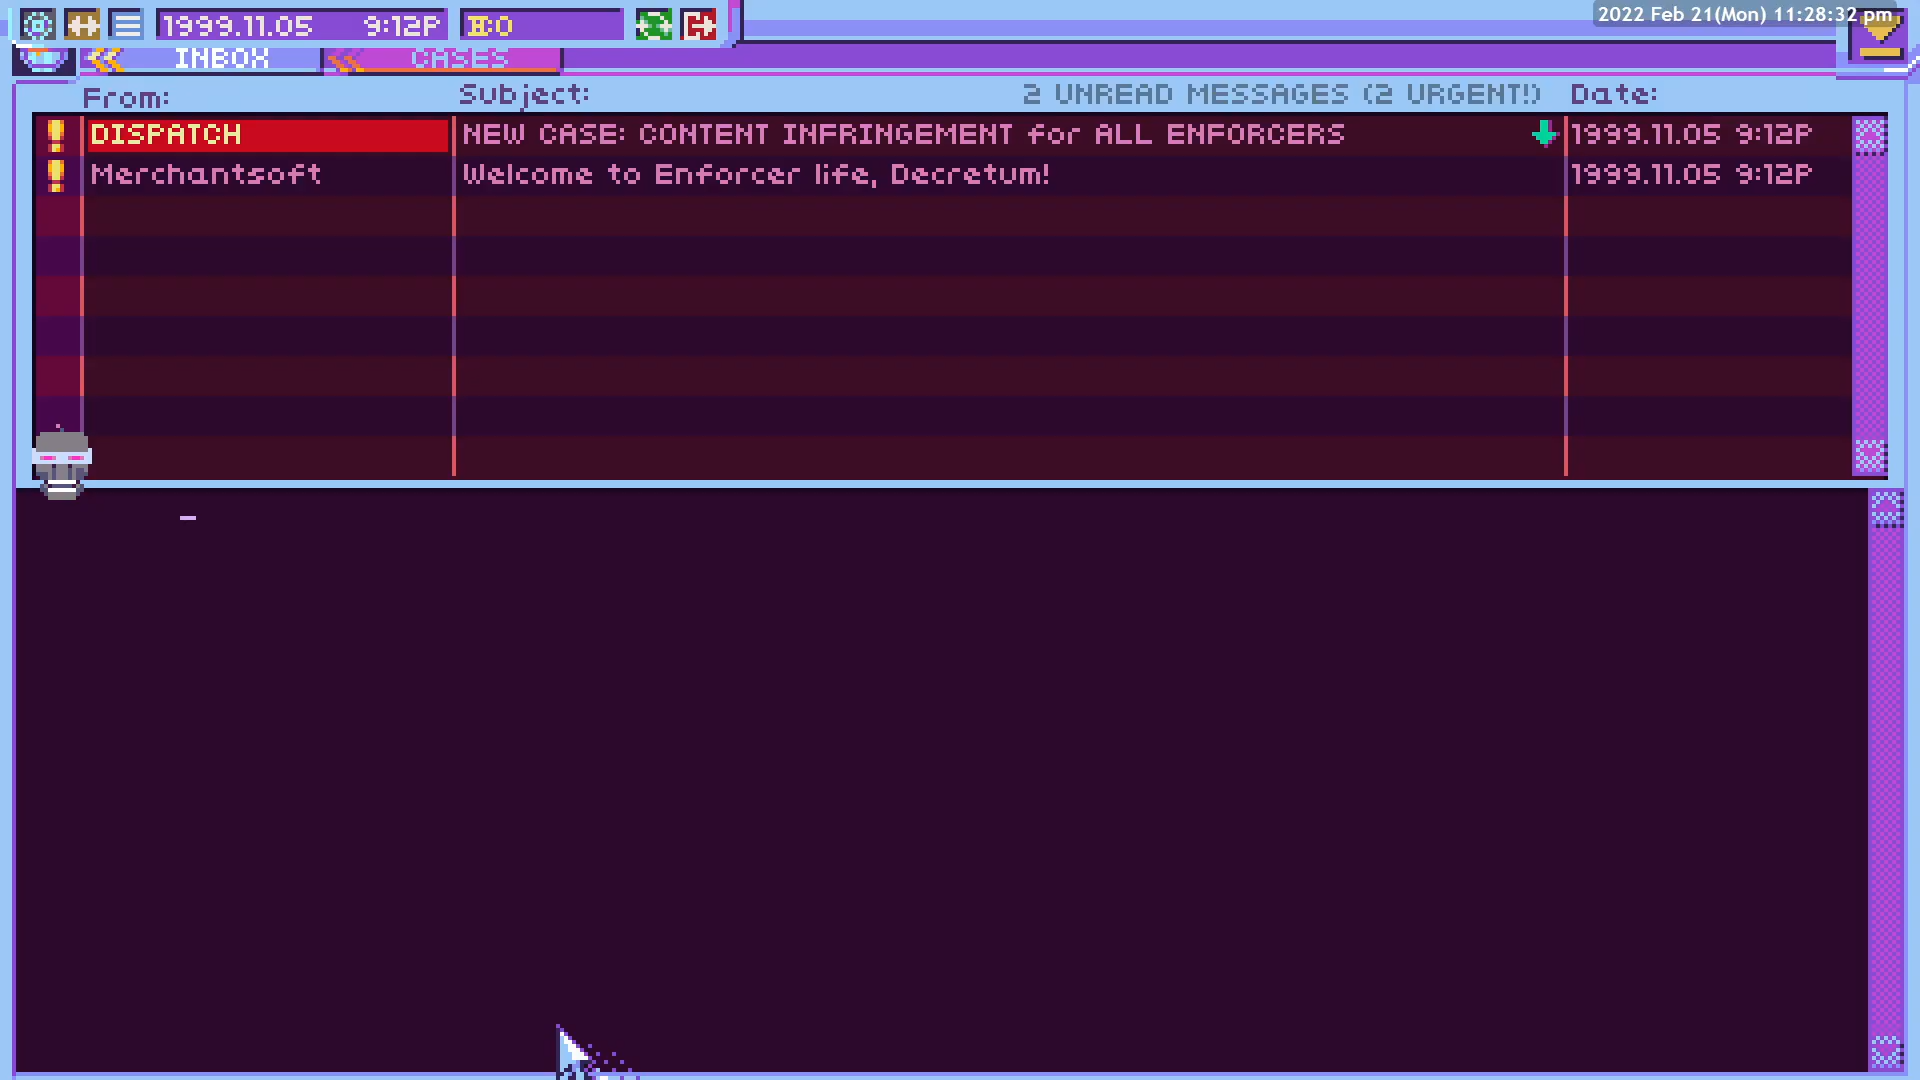 1999.11.05 9:12P
:0
2022 Feb 21(Mon) 11:28:32 pm
INBOX
CASES
From:
Subject:
2 UNREAD MESSAGES (2 URGENT!)
Date:
! DISPATCH NEW CASE: CONTENT INFRINGEMENT for ALL ENFORCERS 1999.11.05 9:12P
! Merchantsoft Welcome to Enforcer life, Decretum! 1999.11.05 9:12P